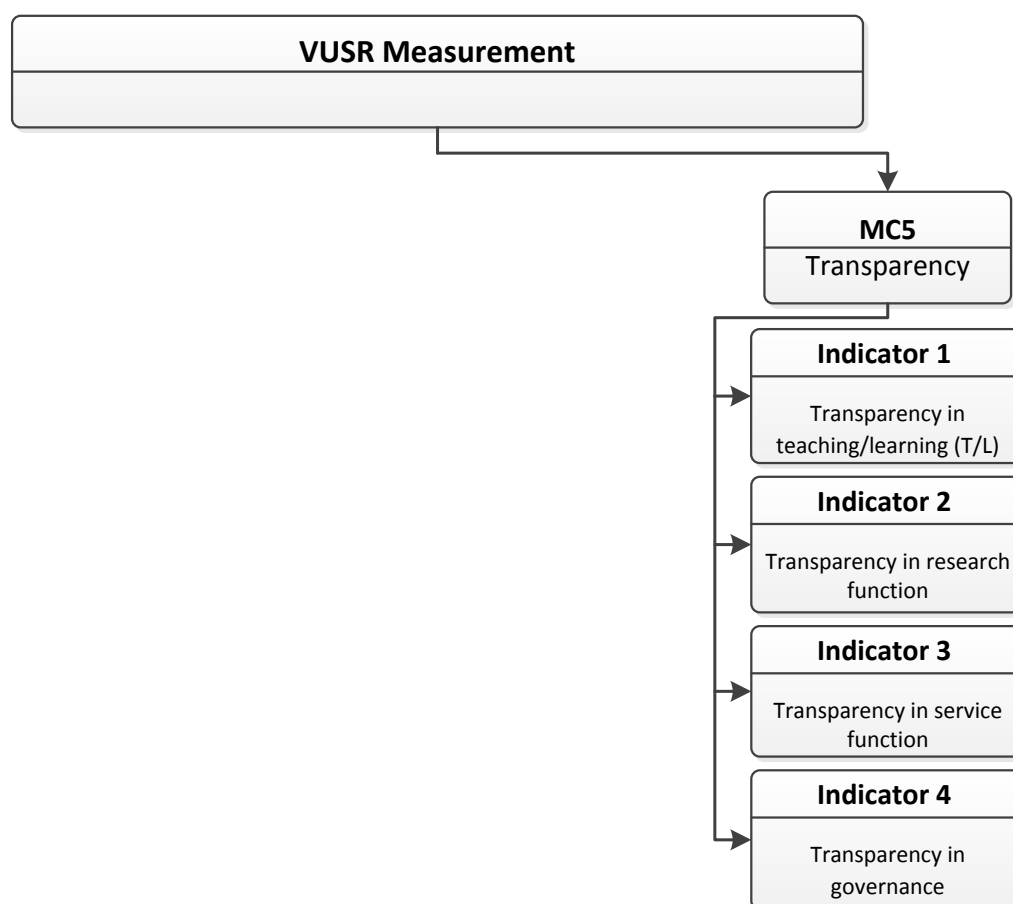 VUSR Measurement
MC5
Transparency
Indicator 1
Transparency in
teaching/learning (T/L)
Indicator 2
Transparency in research
function
Indicator 3
Transparency in service
function
Indicator 4
Transparency in
governance